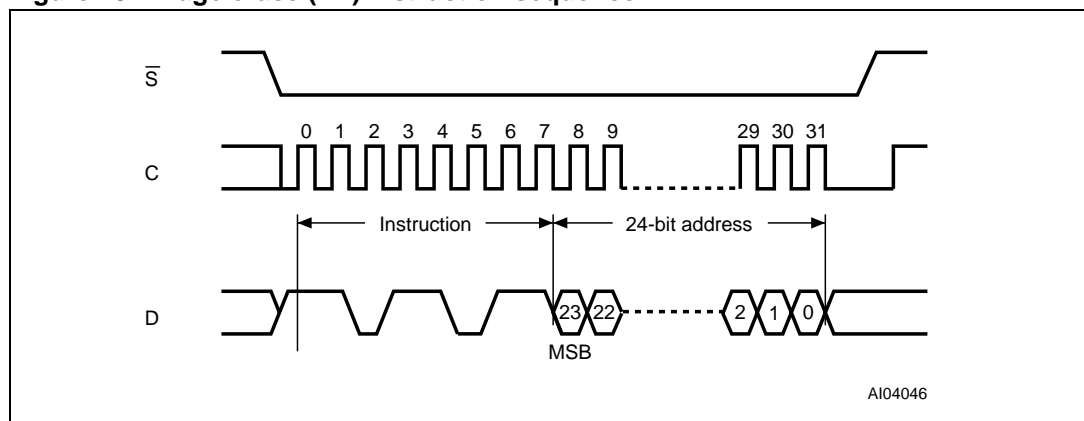 S̅
0 1 2 3 4 5 6 7 8 9 29 30 31
C
Instruction 24-bit address
D
23 22 2 1 0
MSB
AI04046